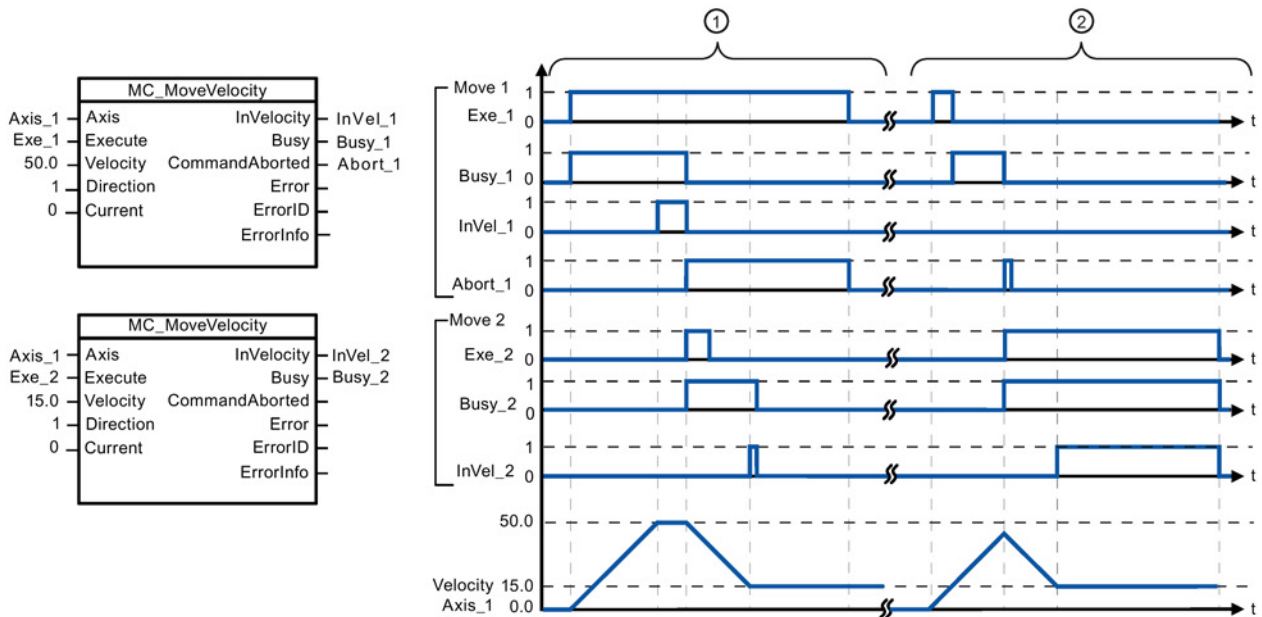 ① ②
MC_MoveVelocity
Axis_1 Axis InVelocity InVel_1
Exe_1 Execute Busy Busy_1
50.0 Velocity CommandAborted Abort_1
1 Direction Error
0 Current ErrorID
ErrorInfo
MC_MoveVelocity
Axis_1 Axis InVelocity InVel_2
Exe_2 Execute Busy Busy_2
15.0 Velocity CommandAborted
1 Direction Error
0 Current ErrorID
ErrorInfo
Move 1
1
Exe_1 0 t
1
Busy_1 0 t
1
InVel_1 0 t
1
Abort_1 0 t
Move 2
1
Exe_2 0 t
1
Busy_2 0 t
1
InVel_2 0 t
50.0
Velocity 15.0
Axis_1 0.0 t